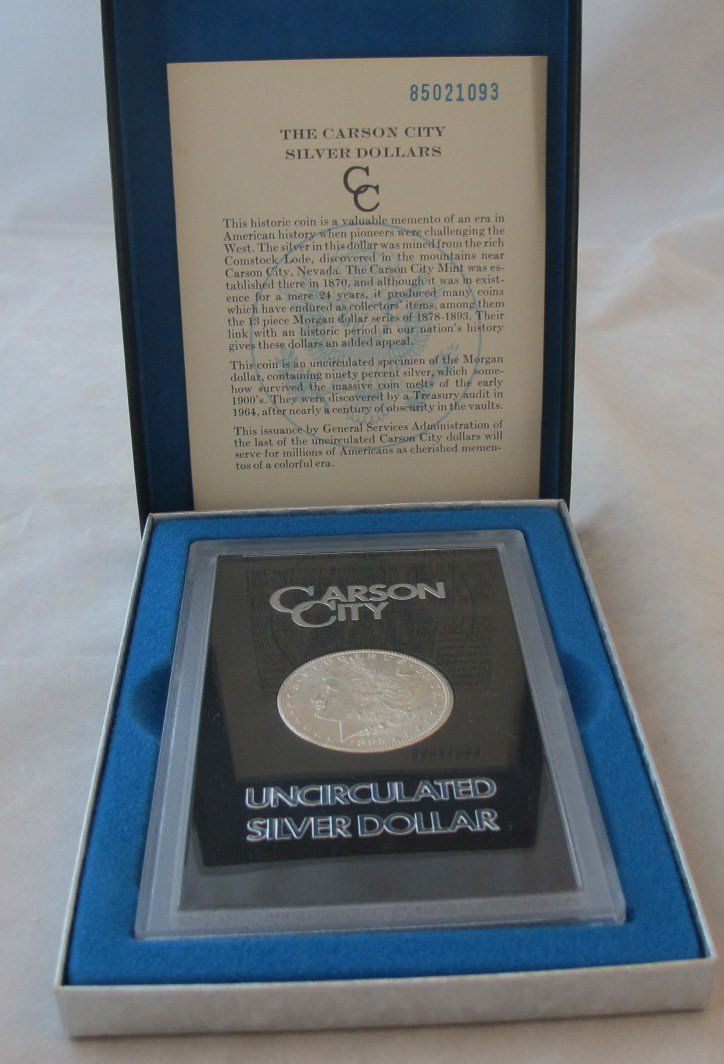 85021093
THE CARSON CITY
SILVER DOLLARS
CC
This historic coin is a valuable memento of an era in
American history when pioneers were challenging the
West. The silver in this dollar was mined from the rich
Comstock Lode, discovered in the mountains near
Carson City, Nevada. The Carson City Mint was es-
tablished there in 1870, and although it was in exist-
ence for a mere 24 years, it produced many coins
which have endured as collectors' items, among them
the 13 piece Morgan dollar series of 1878-1893. Their
link with an historic period in our nation's history
gives these dollars an added appeal.
This coin is an uncirculated specimen of the Morgan
dollar, containing ninety percent silver, which some-
how survived the massive coin melts of the early
1900's. They were discovered by a Treasury audit in
1964, after nearly a century of obscurity in the vaults.
This issuance by General Services Administration of
the last of the uncirculated Carson City dollars will
serve for millions of Americans as cherished memen-
tos of a colorful era.
CARSON
CITY
UNCIRCULATED
SILVER DOLLAR